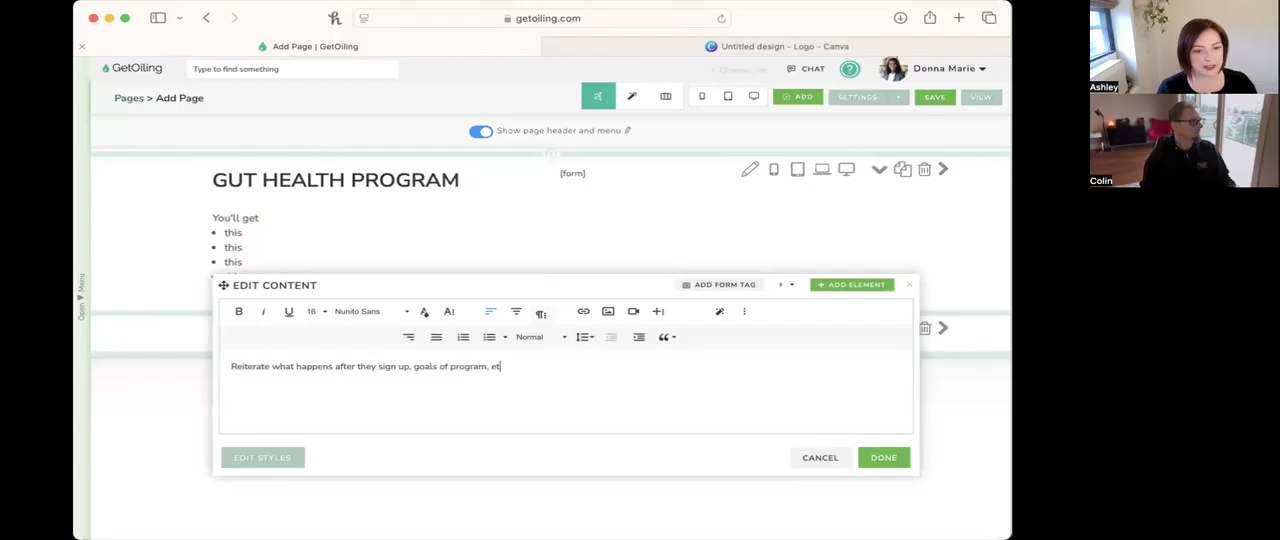 getoiling.com
Add Page | GetOiling
Untitled design - Logo - Canva
GetOiling
Type to find something
CHAT
?
Donna Marie
Pages > Add Page
ADD
SETTINGS
SAVE
VIEW
Show page header and menu
GUT HEALTH PROGRAM
[form]
You'll get
this
this
this
Open Menu
EDIT CONTENT
ADD FORM TAG
+ ADD ELEMENT
B i U 16 Nunito Sans
Normal
Reiterate what happens after they sign up, goals of program, et
EDIT STYLES
CANCEL
DONE
Ashley
Colin